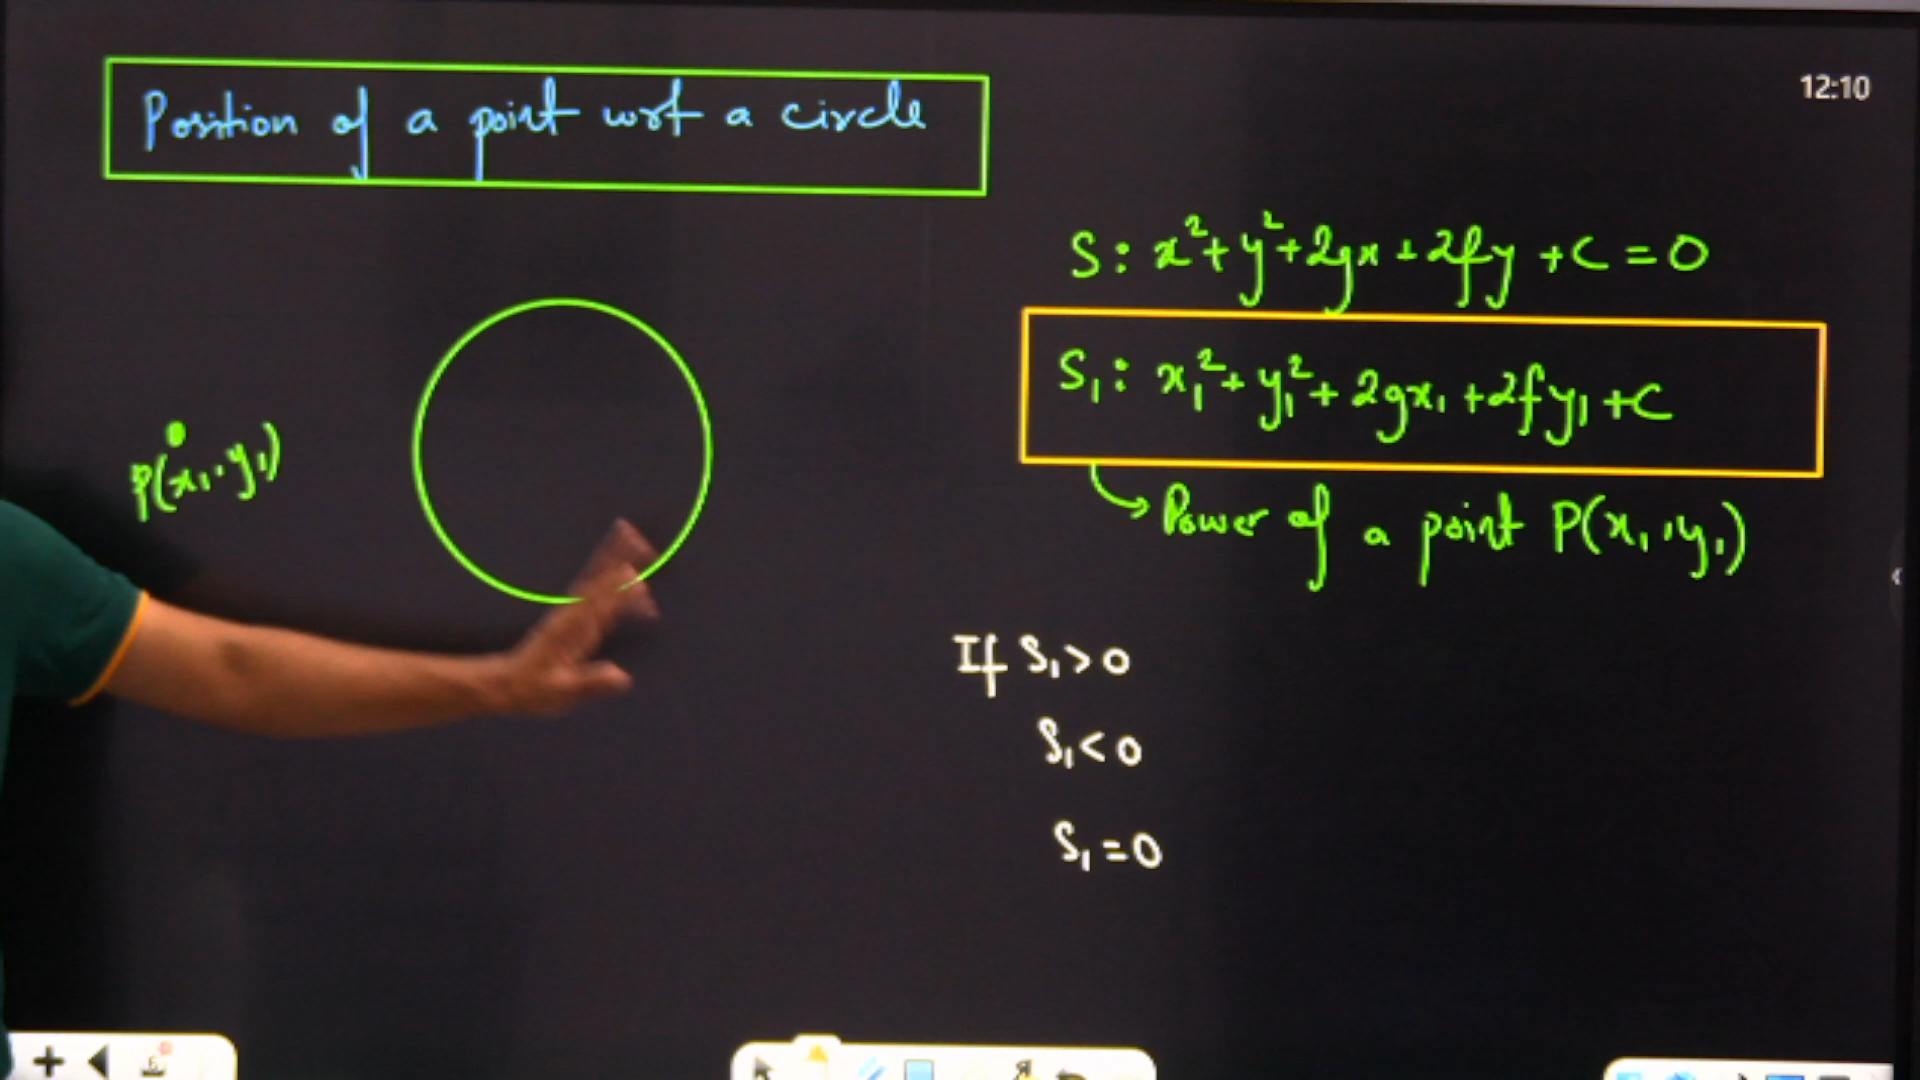 Position of a point wrt a circle
12:10
S: x²+y²+2gx+2fy+c=0
S₁: x₁²+y₁²+2gx₁+2fy₁+c
P(x₁,y₁)
Power of a point P(x₁,y₁)
If S₁>0
S₁<0
S₁=0